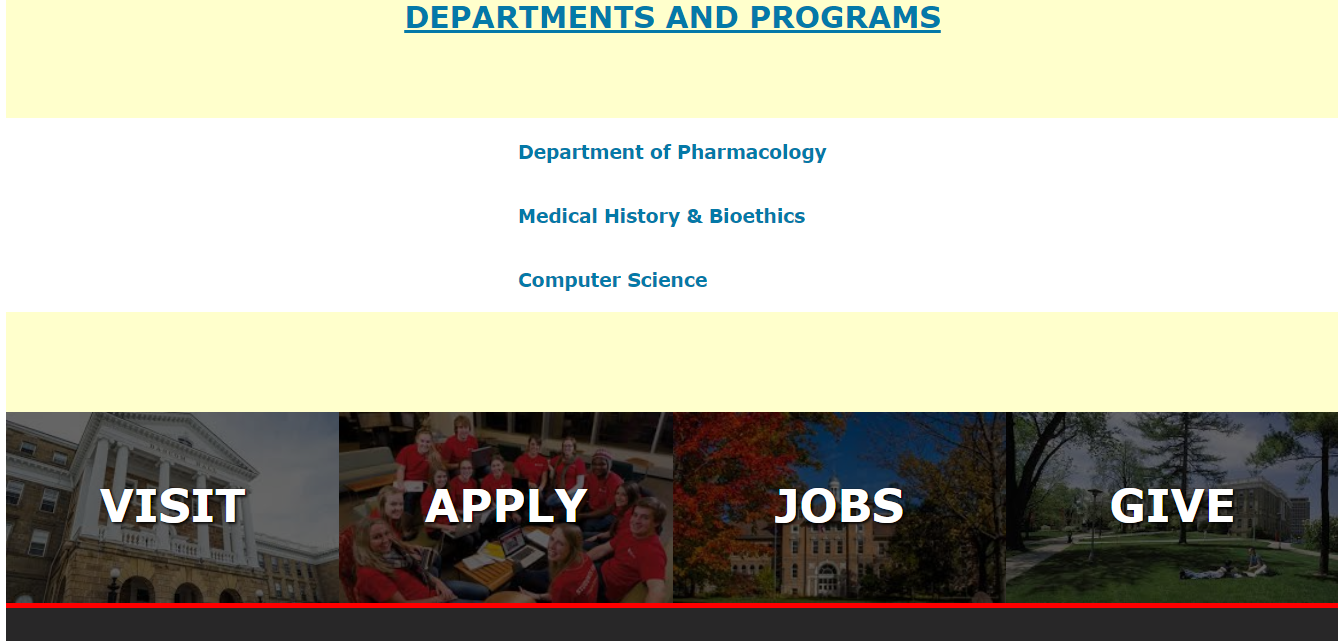 DEPARTMENTS AND PROGRAMS
Department of Pharmacology
Medical History & Bioethics
Computer Science
VISIT
APPLY
JOBS
GIVE